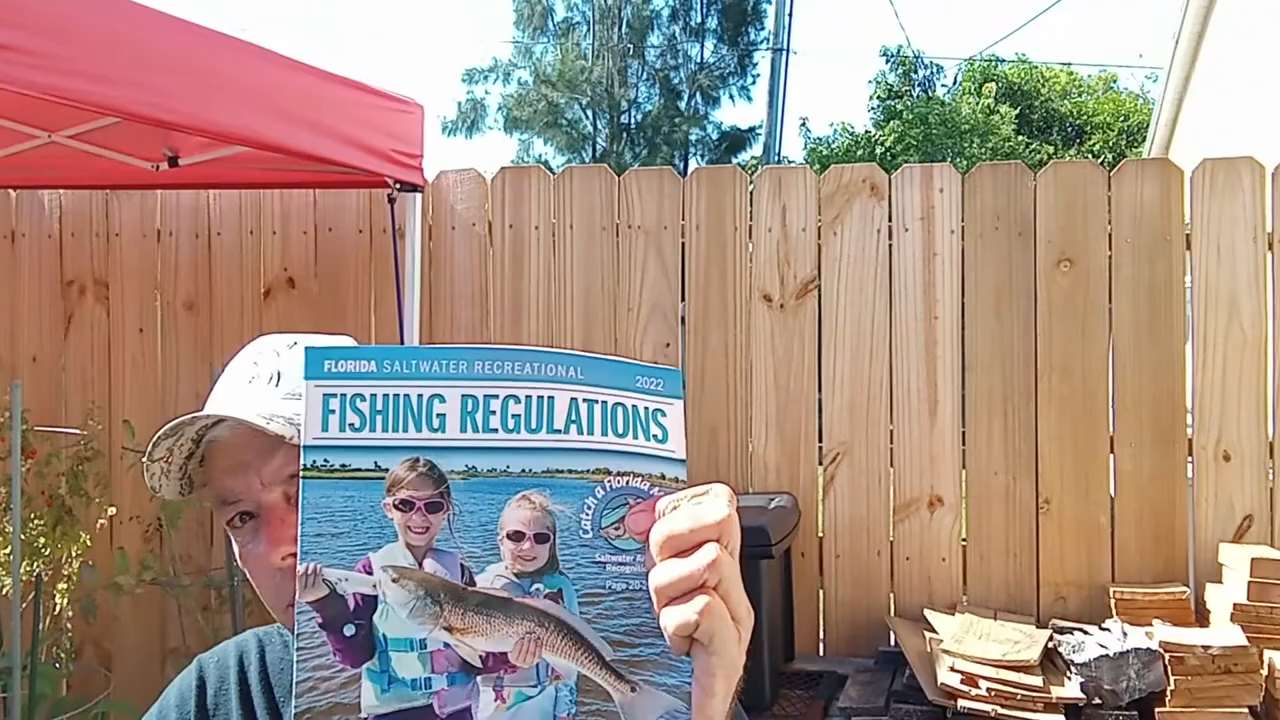 FLORIDA SALTWATER RECREATIONAL
2022
FISHING REGULATIONS
Catch a Florida
Saltwater
Page 20